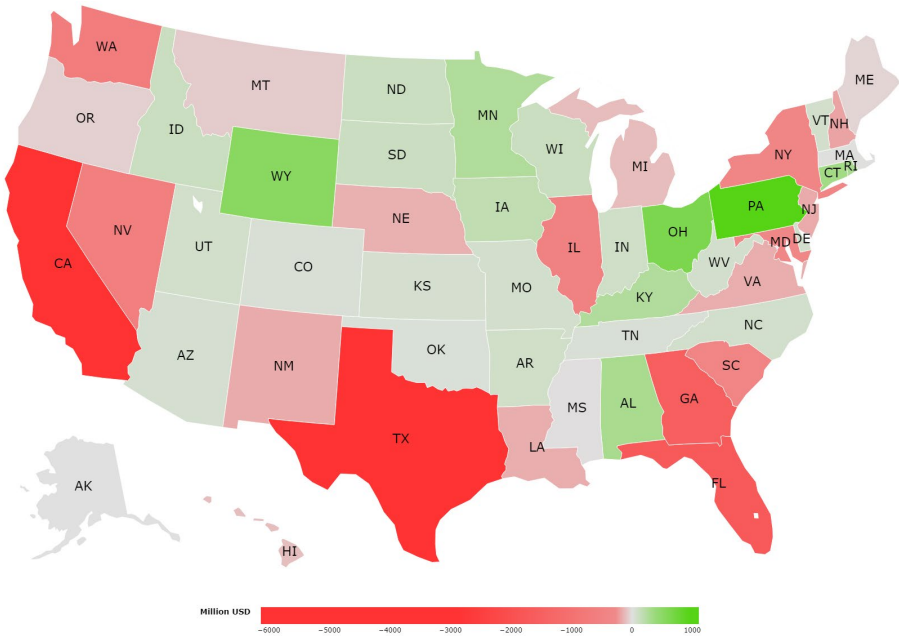 WA
MT
ND
MN
ME
OR
ID
SD
WI
VT
NH
WY
MI
NY
MA
CT
RI
NE
IA
PA
NJ
NV
OH
IL
IN
MD
DE
UT
CA
CO
WV
VA
KS
MO
KY
AZ
NM
OK
TN
NC
AR
SC
MS
AL
GA
TX
LA
FL
AK
HI
Million USD
−6000 −5000 −4000 −3000 −2000 −1000 0 1000